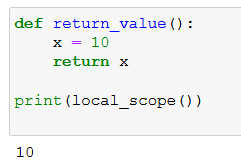 def return_value():
    x = 10
    return x
print(local_scope())
10